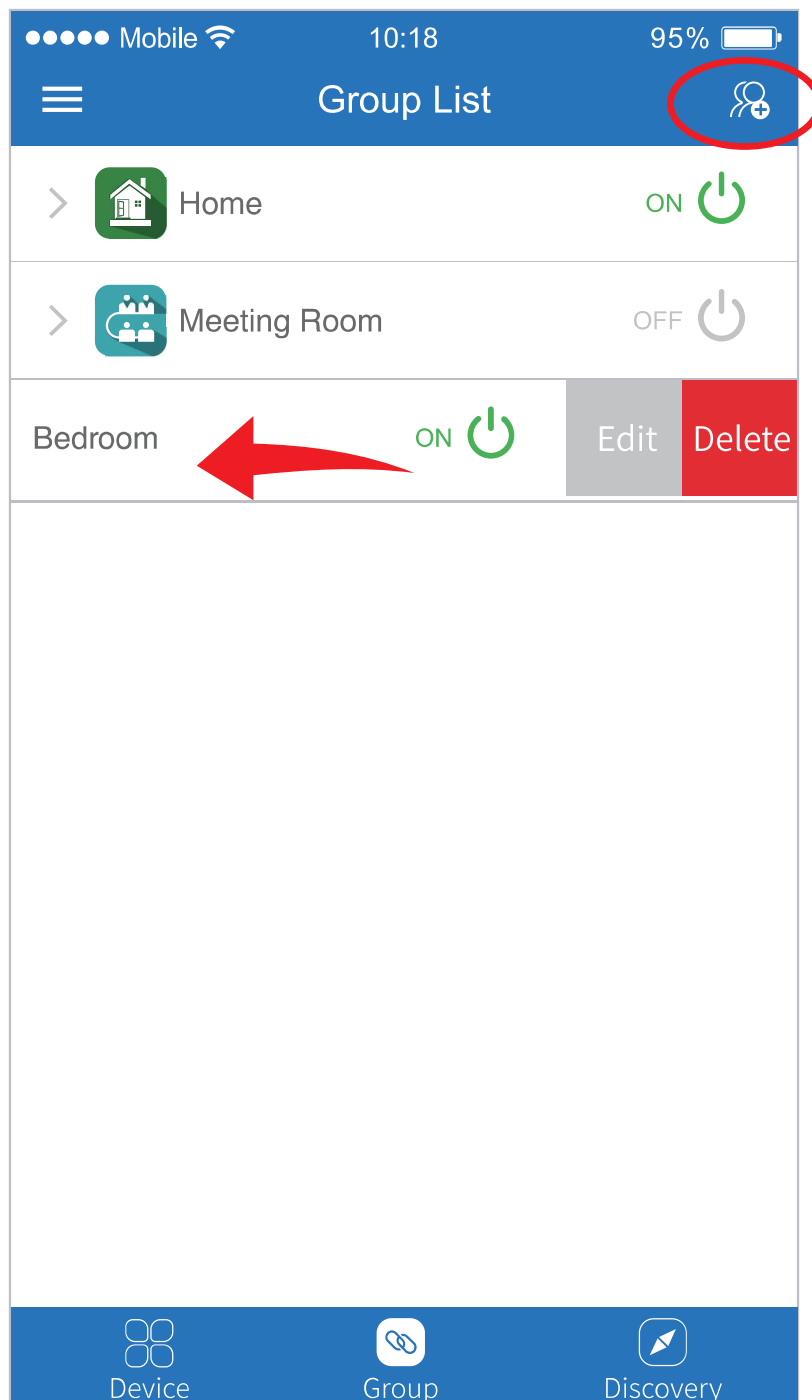 Mobile 10:18 95%
Group List
Home ON
Meeting Room OFF
Bedroom ON Edit Delete
Device Group Discovery